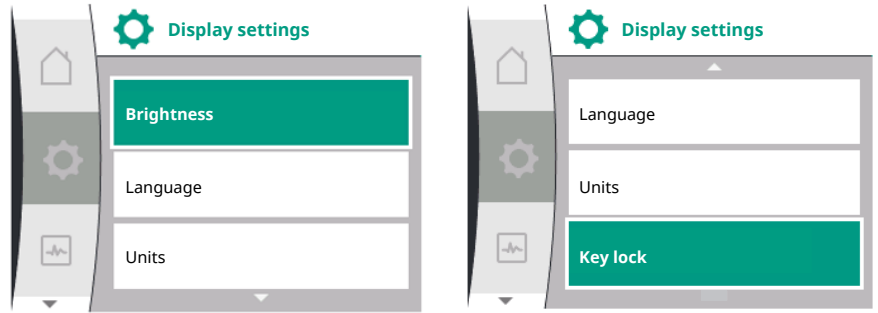 Display settings
Brightness
Language
Units
Display settings
Language
Units
Key lock